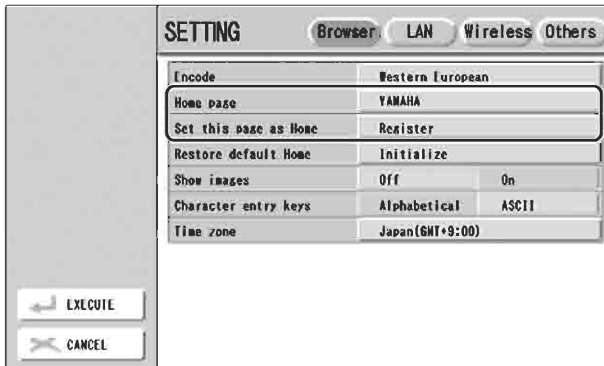 SETTING Browser LAN Wireless Others
Encode Western European
Home page YAMAHA
Set this page as Home Register
Restore default Home Initialize
Show images Off On
Character entry keys Alphabetical ASCII
Time zone Japan(GMT+9:00)
EXECUTE
CANCEL